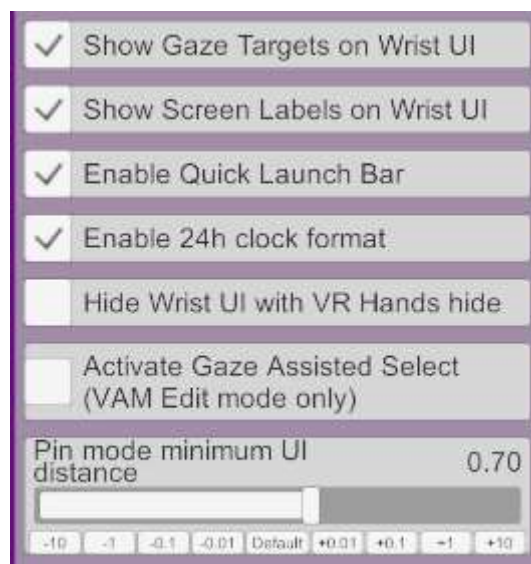 Show Gaze Targets on Wrist UI
Show Screen Labels on Wrist UI
Enable Quick Launch Bar
Enable 24h clock format
Hide Wrist UI with VR Hands hide
Activate Gaze Assisted Select
(VAM Edit mode only)
Pin mode minimum UI
distance
0.70
-10 -1 -0.1 -0.01 Default +0.01 +0.1 +1 +10